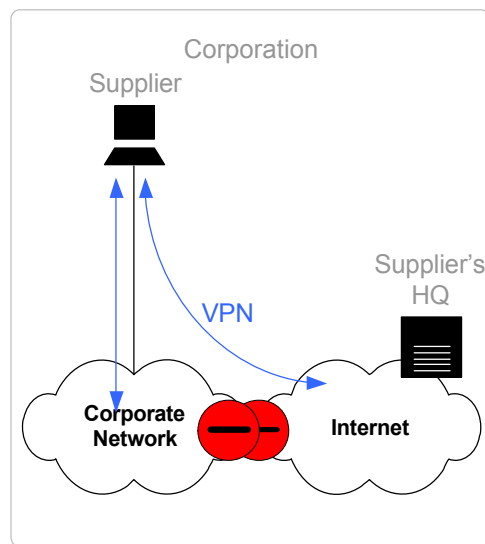 Corporation
Supplier
Supplier's
HQ
VPN
Corporate
Network
Internet